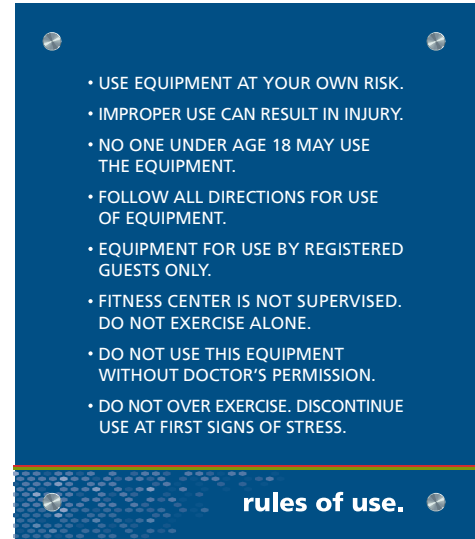 • USE EQUIPMENT AT YOUR OWN RISK.
• IMPROPER USE CAN RESULT IN INJURY.
• NO ONE UNDER AGE 18 MAY USE
THE EQUIPMENT.
• FOLLOW ALL DIRECTIONS FOR USE
OF EQUIPMENT.
• EQUIPMENT FOR USE BY REGISTERED
GUESTS ONLY.
• FITNESS CENTER IS NOT SUPERVISED.
DO NOT EXERCISE ALONE.
• DO NOT USE THIS EQUIPMENT
WITHOUT DOCTOR’S PERMISSION.
• DO NOT OVER EXERCISE. DISCONTINUE
USE AT FIRST SIGNS OF STRESS.
rules of use.